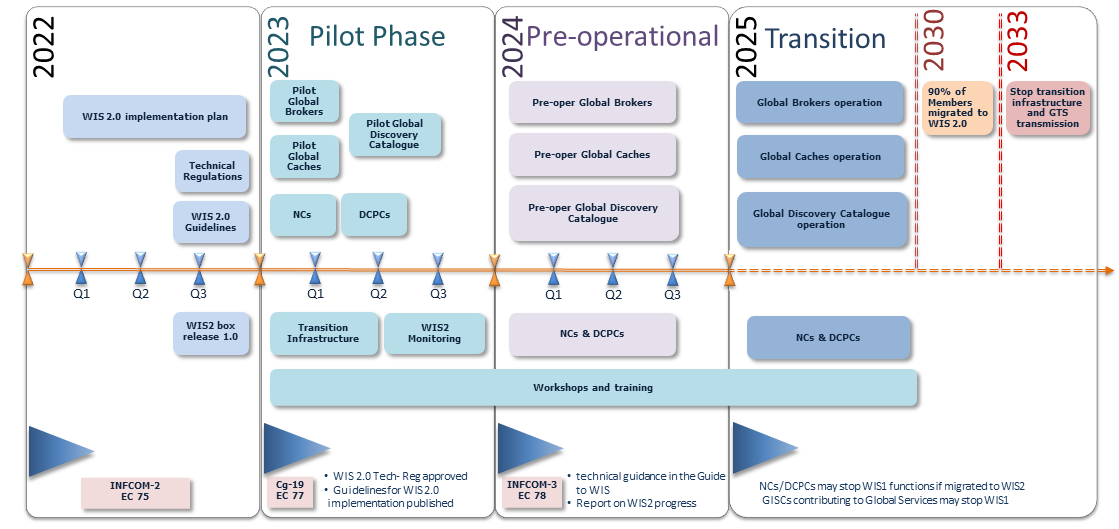 2022
2023
Pilot Phase
2024
Pre-operational
2025
Transition
2030
2033
WIS 2.0 implementation plan
Technical
Regulations
WIS 2.0
Guidelines
Pilot
Global
Brokers
Pilot
Global
Caches
Pilot Global
Discovery
Catalogue
NCs
DCPCs
Pre-oper Global Brokers
Pre-oper Global Caches
Pre-oper Global Discovery
Catalogue
Global Brokers operation
Global Caches operation
Global Discovery Catalogue
operation
90% of
Members
migrated to
WIS 2.0
Stop transition
infrastructure
and GTS
transmission
Q1
Q2
Q3
Q1
Q2
Q3
Q1
Q2
Q3
WIS2 box
release 1.0
Transition
Infrastructure
WIS2
Monitoring
NCs & DCPCs
NCs & DCPCs
Workshops and training
INFCOM-2
EC 75
Cg-19
EC 77
• WIS 2.0 Tech- Reg approved
• Guidelines for WIS 2.0
implementation published
INFCOM-3
EC 78
• technical guidance in the Guide
to WIS
• Report on WIS2 progress
NCs/DCPCs may stop WIS1 functions if migrated to WIS2
GISCs contributing to Global Services may stop WIS1